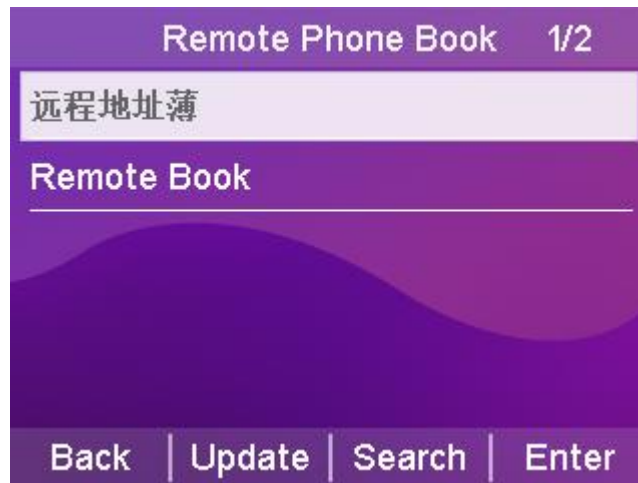 Remote Phone Book 1/2
远程地址薄
Remote Book
Back Update Search Enter